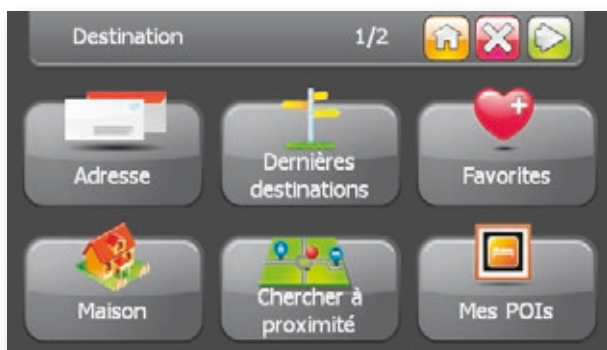 Destination 1/2
Adresse
Dernières
destinations
Favorites
Maison
Chercher à
proximité
Mes POIs